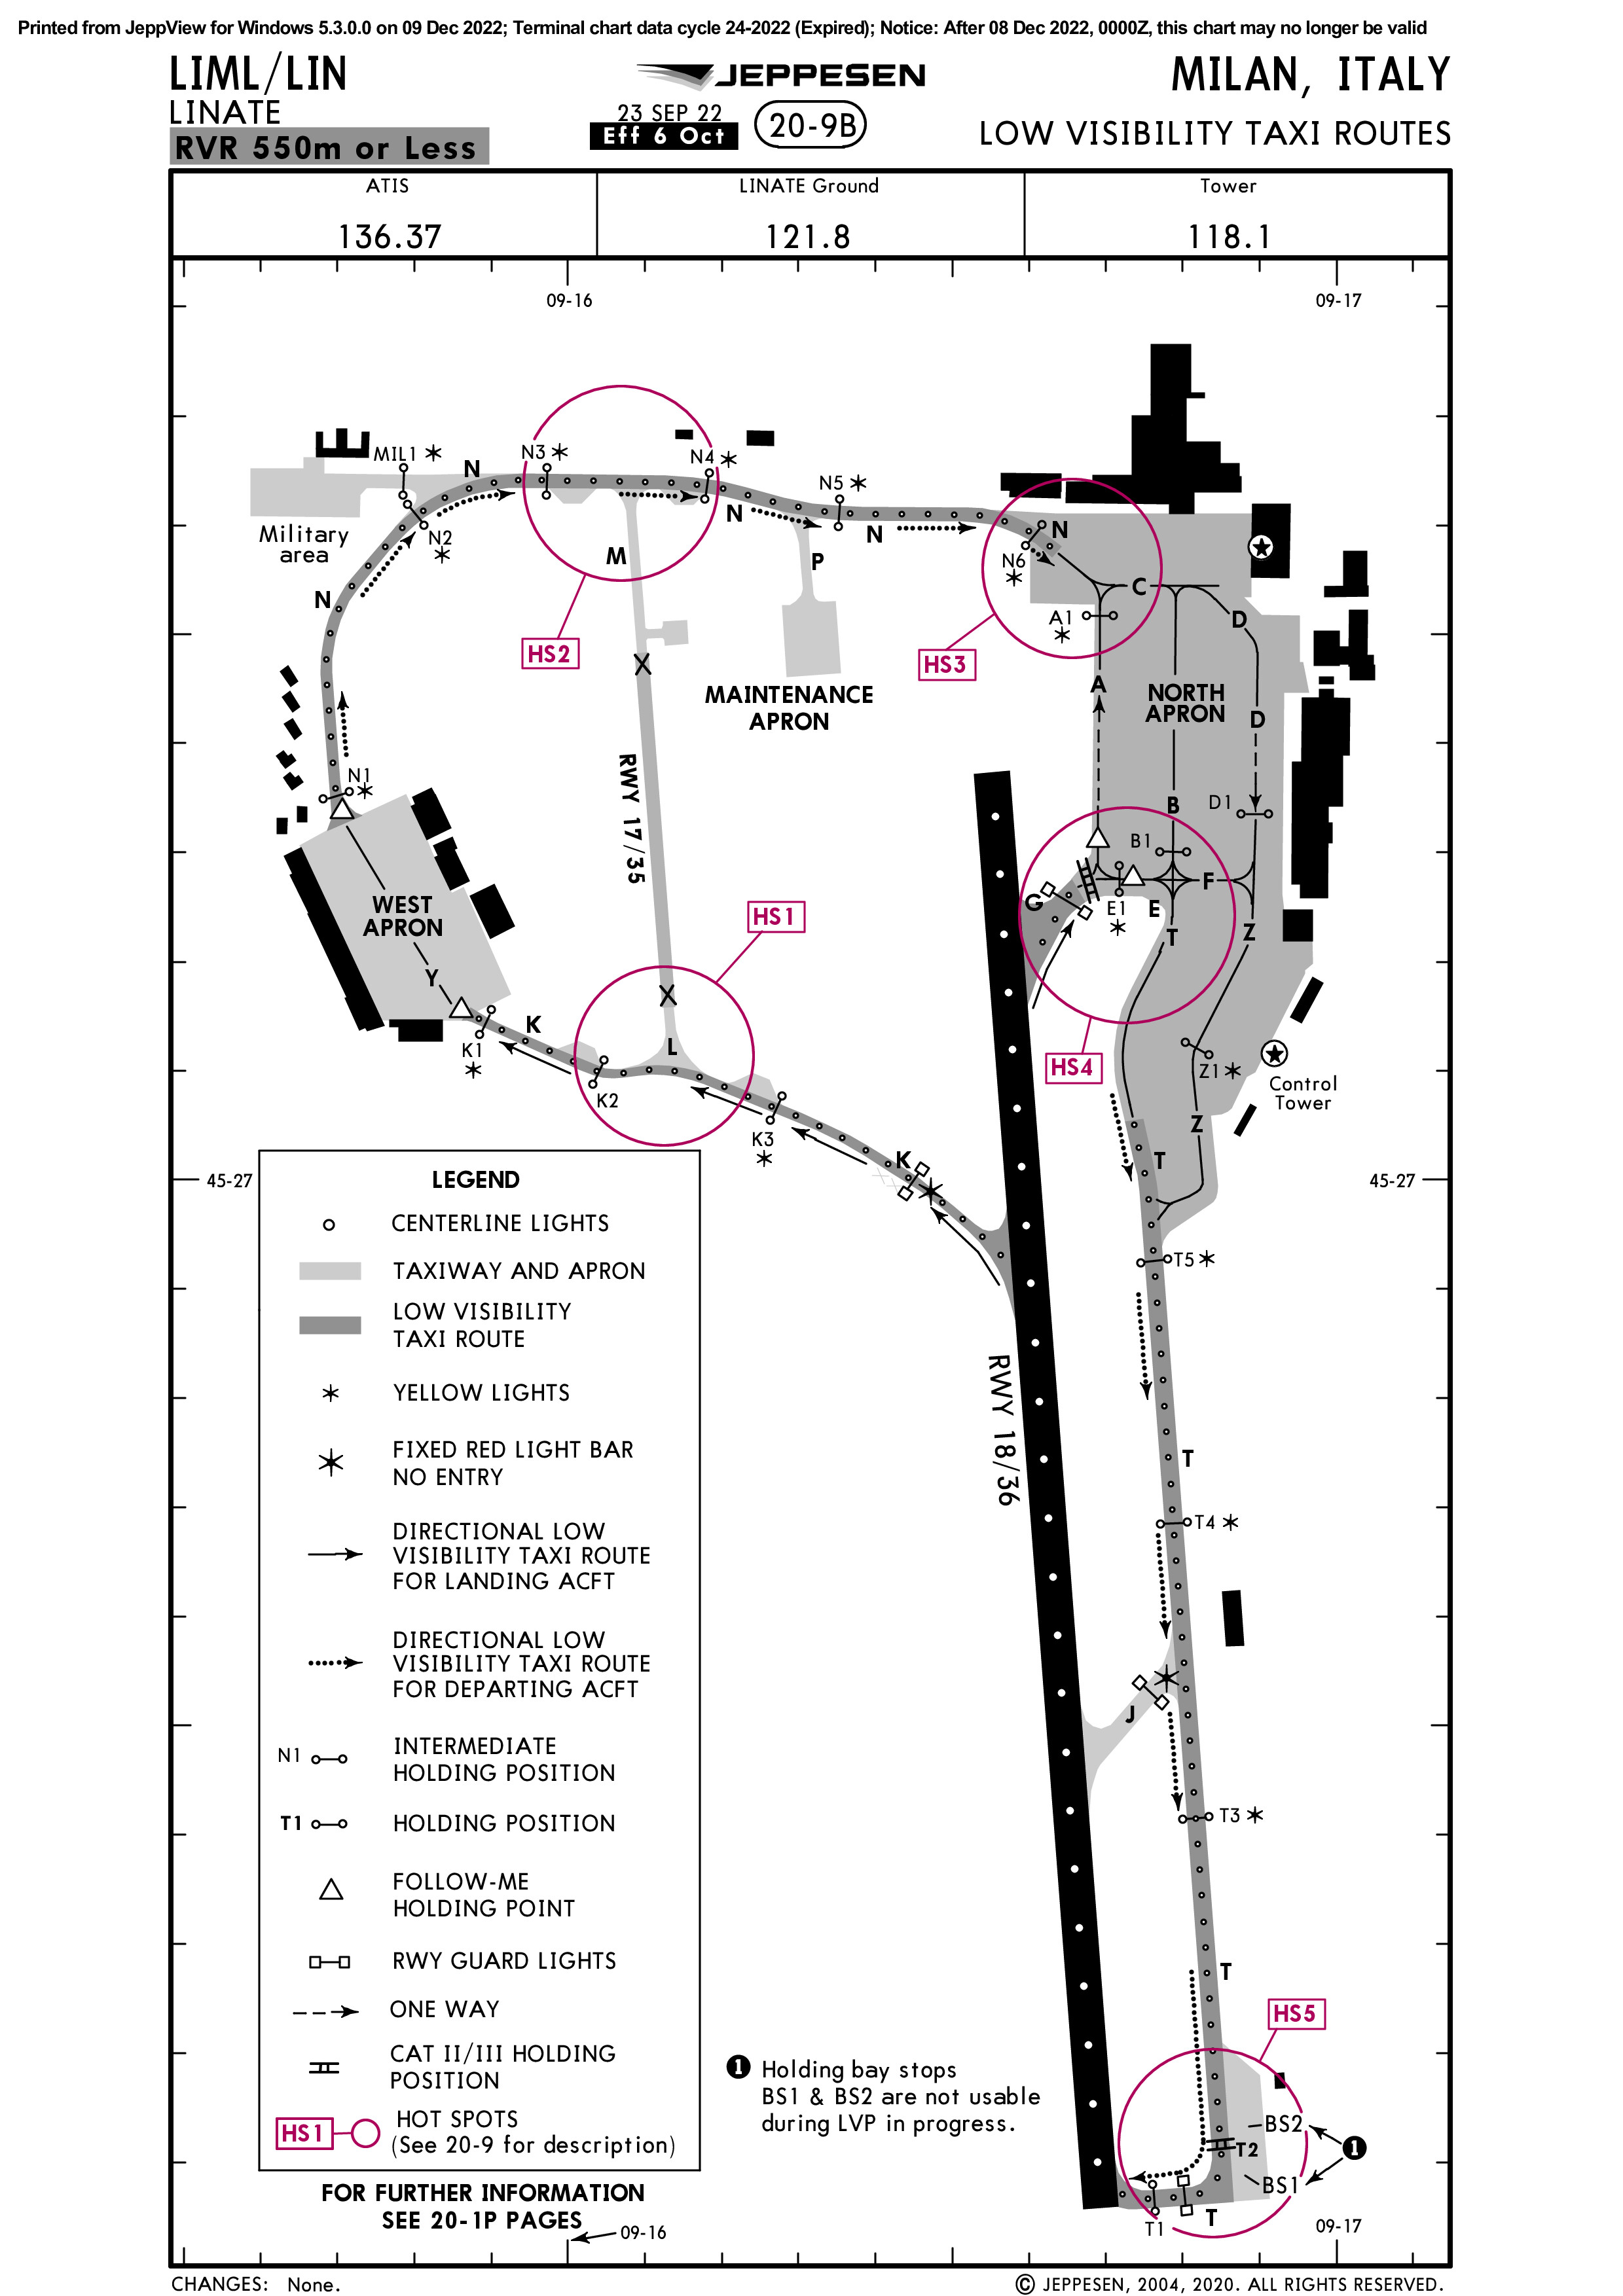 Printed from JeppView for Windows 5.3.0.0 on 09 Dec 2022; Terminal chart data cycle 24-2022 (Expired); Notice: After 08 Dec 2022, 0000Z, this chart may no longer be valid
LIML/LIN
JEPPESEN
MILAN, ITALY
LINATE
23 SEP 22
20-9B
LOW VISIBILITY TAXI ROUTES
RVR 550m or Less
Eff 6 Oct
ATIS
LINATE Ground
Tower
136.37
121.8
118.1
09-16
09-17
MIL1
N
N3
N4
N5
Military
area
N2
N
N
N
N6
M
P
C
A1
D
N
HS2
HS3
MAINTENANCE
APRON
A
NORTH
APRON
D
N1
RWY 17/35
B
D1
B1
WEST
APRON
HS1
G
E1
E
F
T
Z
Y
K
L
K1
K2
HS4
Z1
Control
Tower
K3
Z
K
T
45-27
45-27
T5
RWY 18/36
T
T4
J
T3
T
HS5
BS2
T2
BS1
1
T1
T
LEGEND
CENTERLINE LIGHTS
TAXIWAY AND APRON
LOW VISIBILITY
TAXI ROUTE
YELLOW LIGHTS
FIXED RED LIGHT BAR
NO ENTRY
DIRECTIONAL LOW
VISIBILITY TAXI ROUTE
FOR LANDING ACFT
DIRECTIONAL LOW
VISIBILITY TAXI ROUTE
FOR DEPARTING ACFT
N1
INTERMEDIATE
HOLDING POSITION
T1
HOLDING POSITION
FOLLOW-ME
HOLDING POINT
RWY GUARD LIGHTS
ONE WAY
CAT II/III HOLDING
POSITION
HS1
HOT SPOTS
(See 20-9 for description)
1 Holding bay stops
BS1 & BS2 are not usable
during LVP in progress.
FOR FURTHER INFORMATION
SEE 20-1P PAGES
09-16
09-17
CHANGES: None.
© JEPPESEN, 2004, 2020. ALL RIGHTS RESERVED.